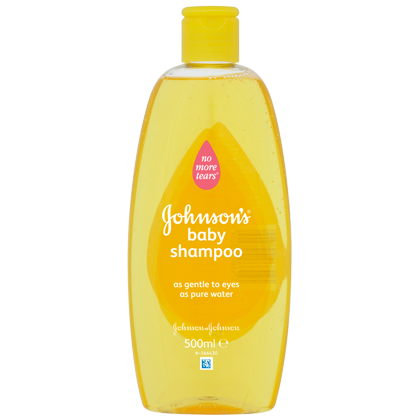 no
more
tears®
Johnson's®
baby
shampoo
as gentle to eyes
as pure water
Johnson & Johnson
500ml ℮